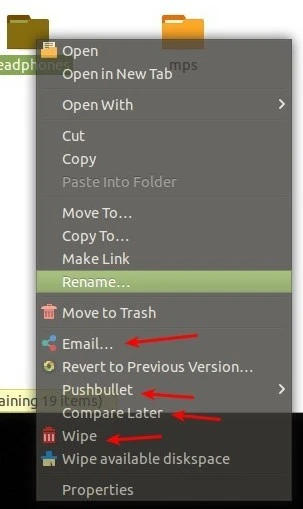 eadphones
mps
Open
Open in New Tab
Open With
Cut
Copy
Paste Into Folder
Move To…
Copy To…
Make Link
Rename…
Move to Trash
Email…
Revert to Previous Version…
Pushbullet
aining 19 items)
Compare Later
Wipe
Wipe available diskspace
Properties